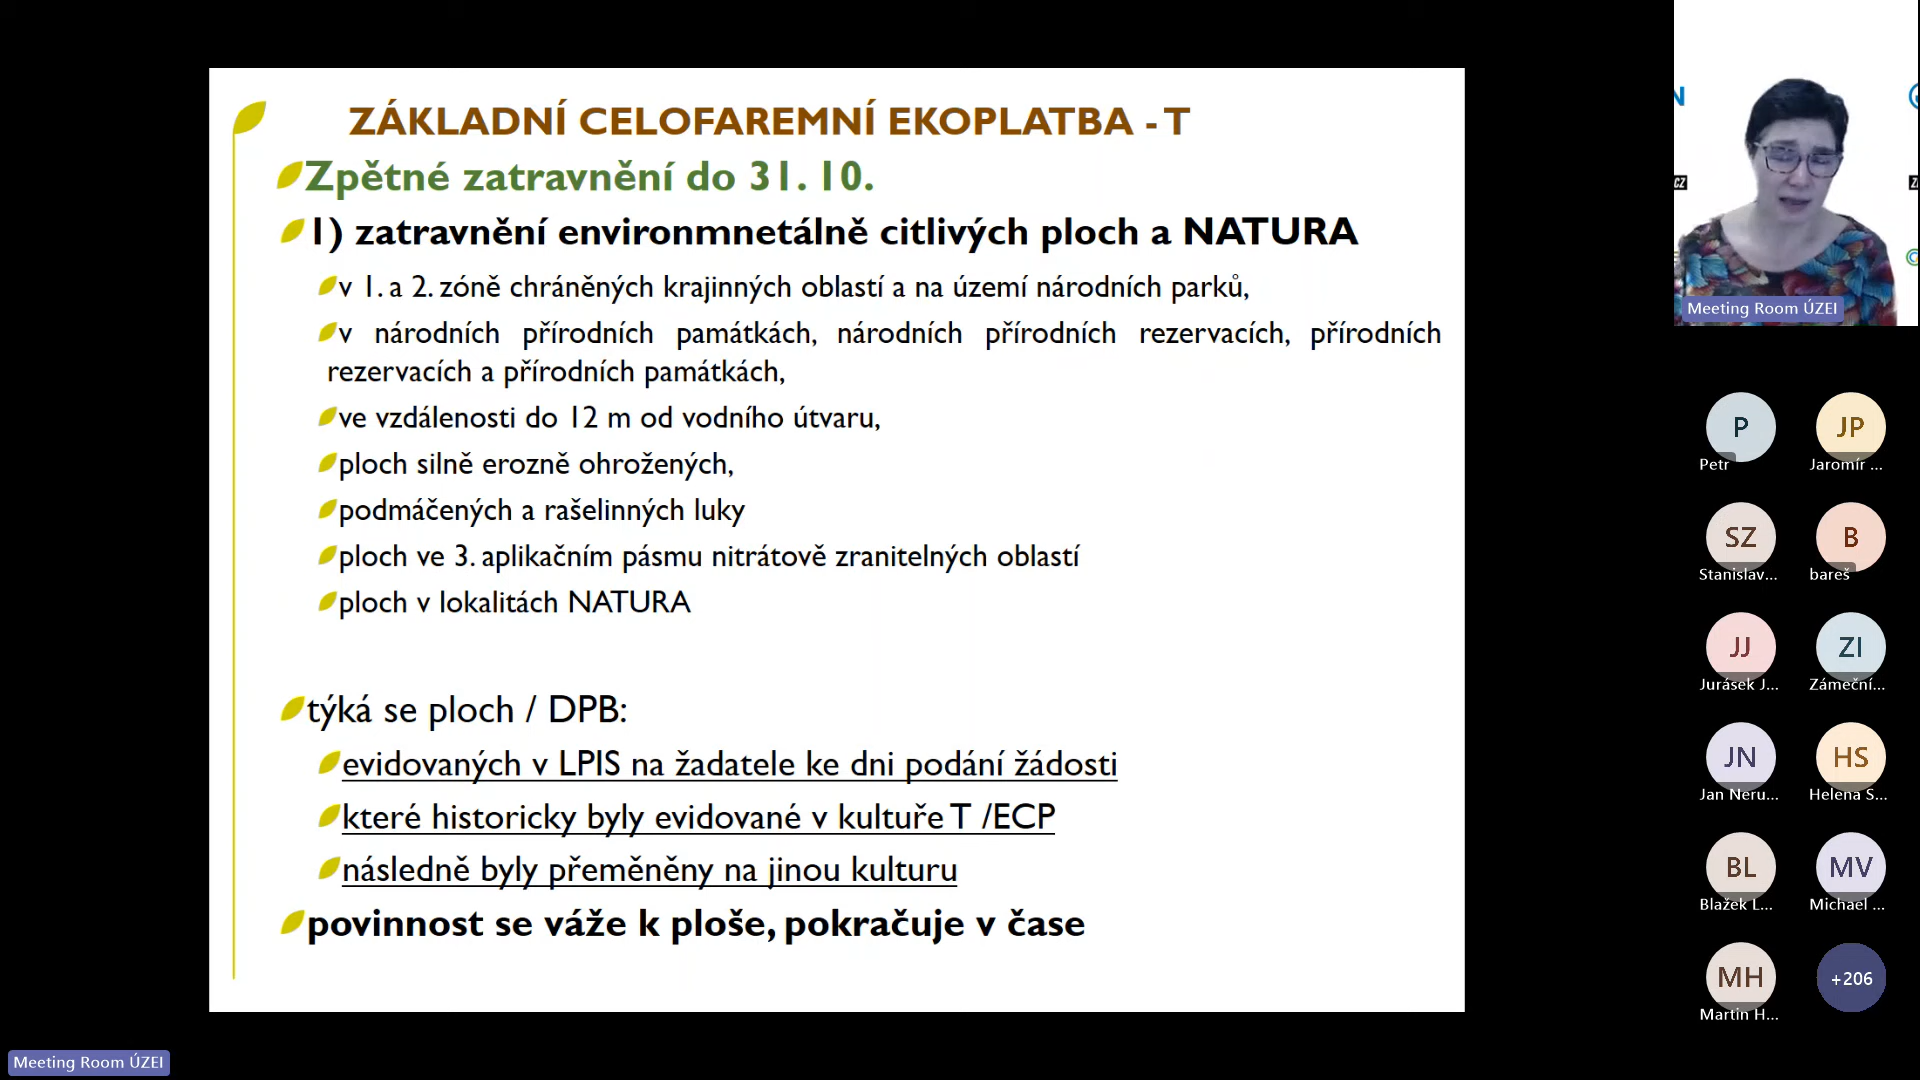 ZÁKLADNÍ CELOFAREMNÍ EKOPLATBA - T
Zpětné zatravnění do 31. 10.
1) zatravnění environmnetálně citlivých ploch a NATURA
v 1. a 2. zóně chráněných krajinných oblastí a na území národních parků,
v národních přírodních památkách, národních přírodních rezervacích, přírodních
rezervacích a přírodních památkách,
ve vzdálenosti do 12 m od vodního útvaru,
ploch silně erozně ohrožených,
podmáčených a rašelinných luky
ploch ve 3. aplikačním pásmu nitrátově zranitelných oblastí
ploch v lokalitách NATURA
týká se ploch / DPB:
evidovaných v LPIS na žadatele ke dni podání žádosti
které historicky byly evidované v kultuře T /ECP
následně byly přeměněny na jinou kulturu
povinnost se váže k ploše, pokračuje v čase
Meeting Room ÚZEI
N
CZ
Meeting Room ÚZEI
P
Petr
JP
Jaromír ...
SZ
Stanislav...
B
bareš
JJ
Jurásek J...
ZI
Zámeční...
JN
Jan Neru...
HS
Helena S...
BL
Blažek L...
MV
Michael ...
MH
Martin H...
+206